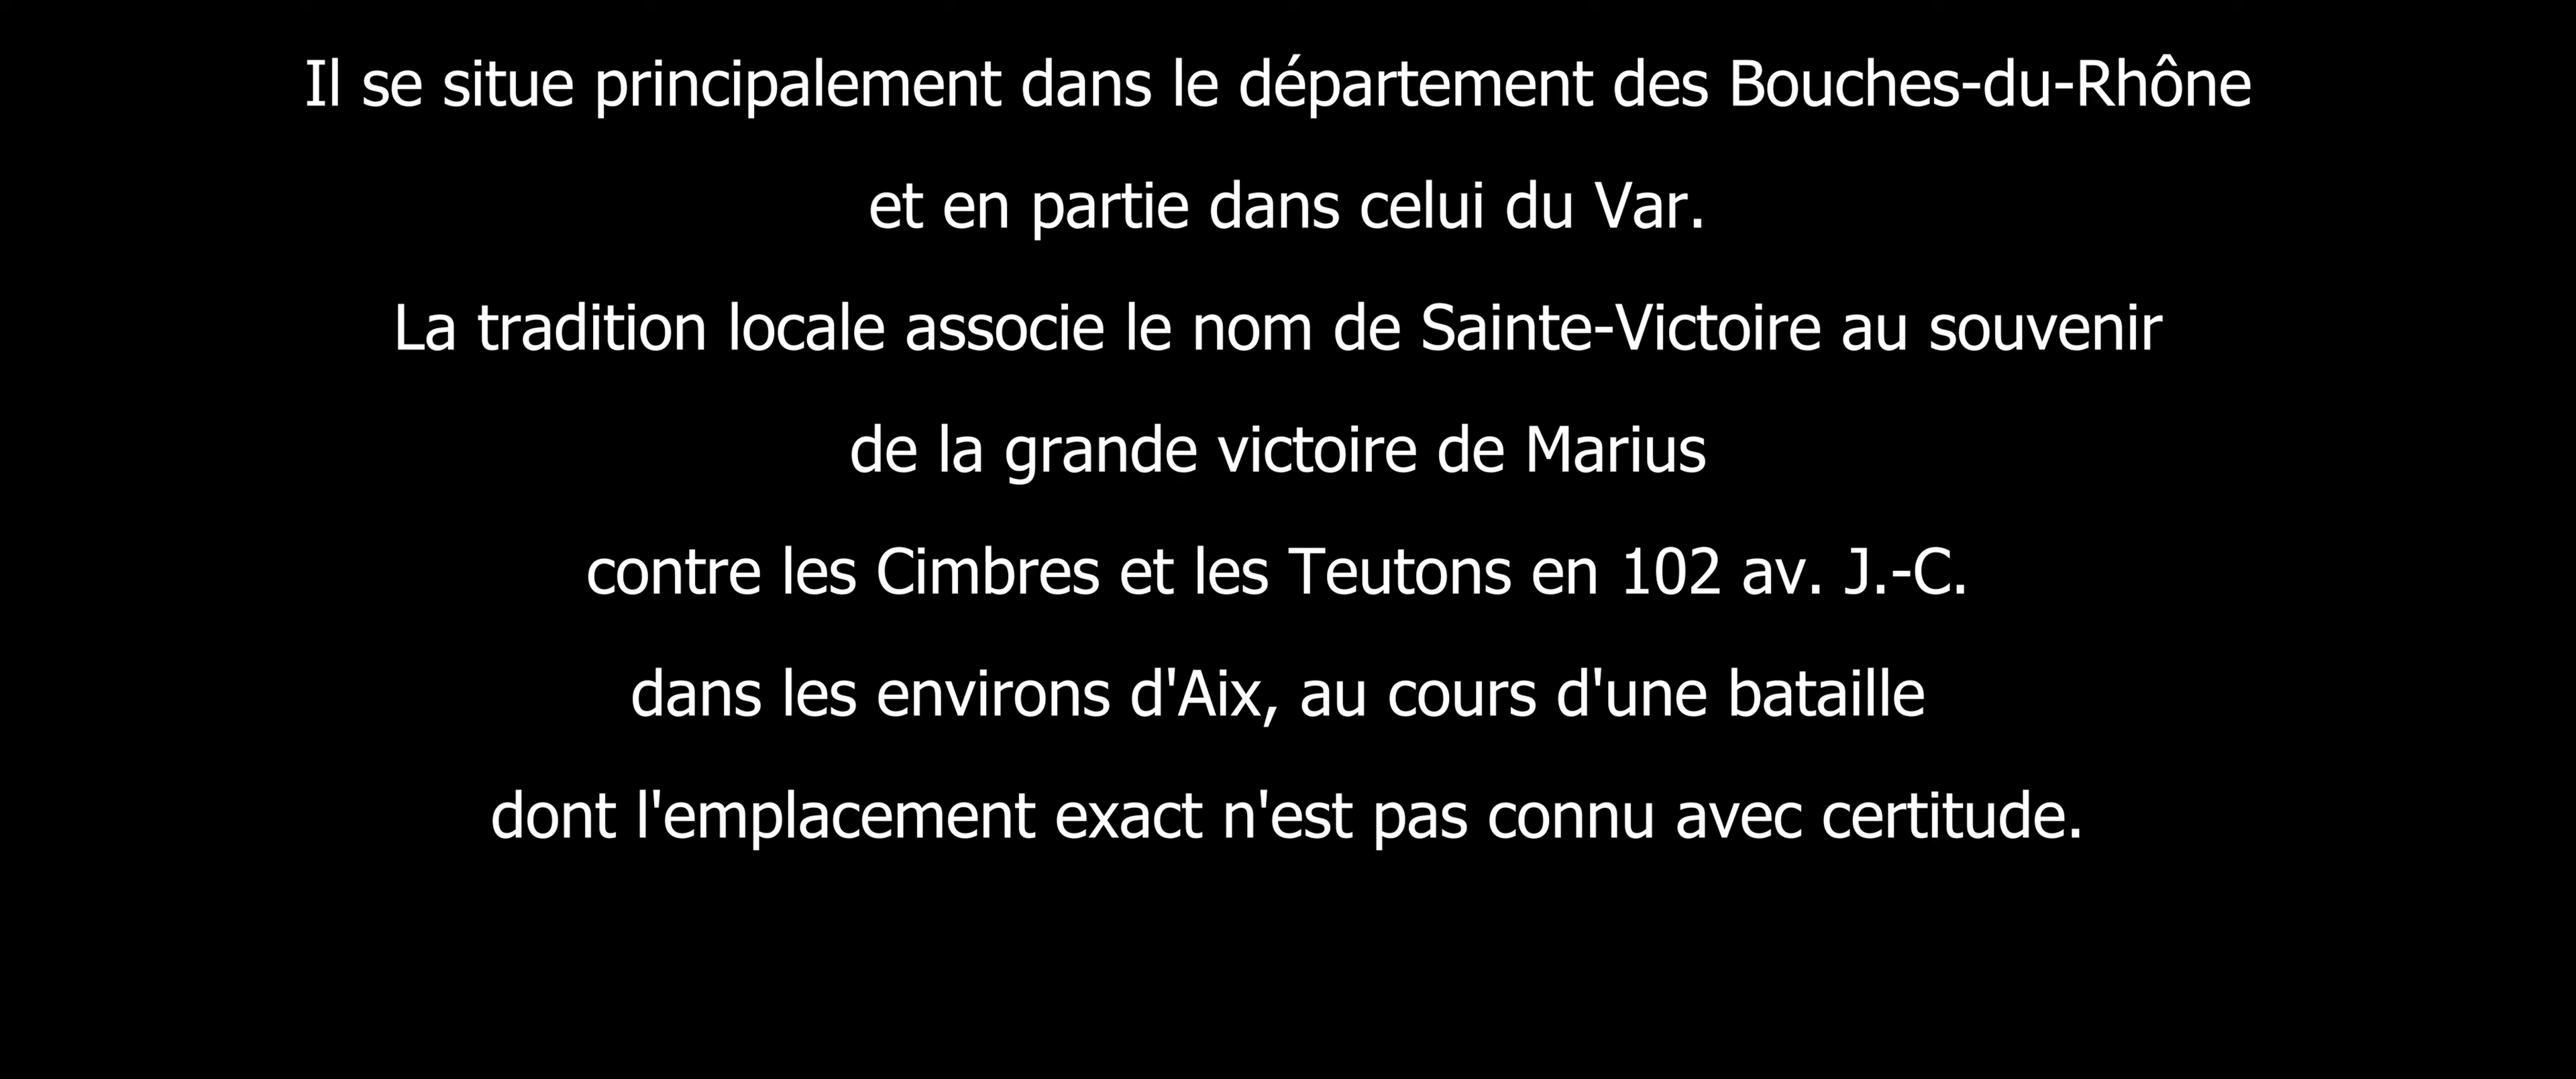 Il se situe principalement dans le département des Bouches-du-Rhône
et en partie dans celui du Var.
La tradition locale associe le nom de Sainte-Victoire au souvenir
de la grande victoire de Marius
contre les Cimbres et les Teutons en 102 av. J.-C.
dans les environs d'Aix, au cours d'une bataille
dont l'emplacement exact n'est pas connu avec certitude.